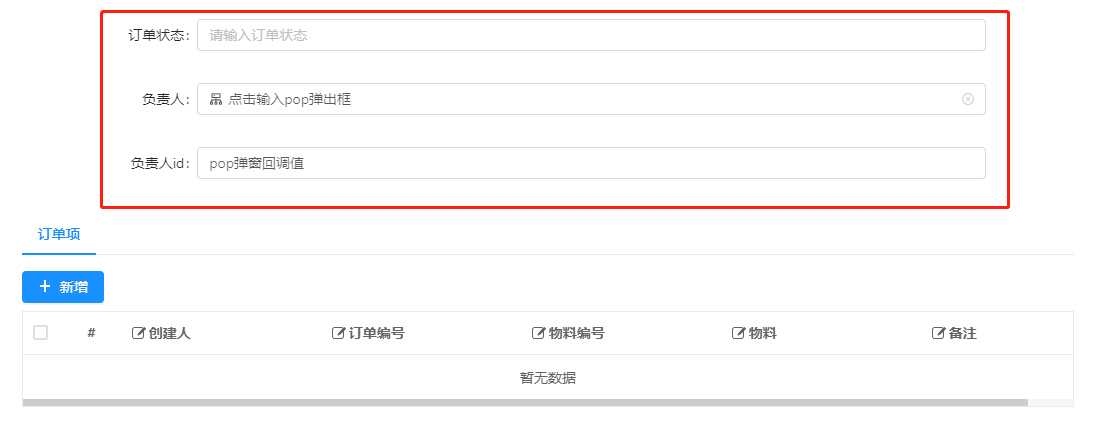 订单状态： 请输入订单状态
负责人： 点击输入pop弹出框
负责人id： pop弹窗回调值
订单项
+ 新增
# 创建人 订单编号 物料编号 物料 备注
暂无数据